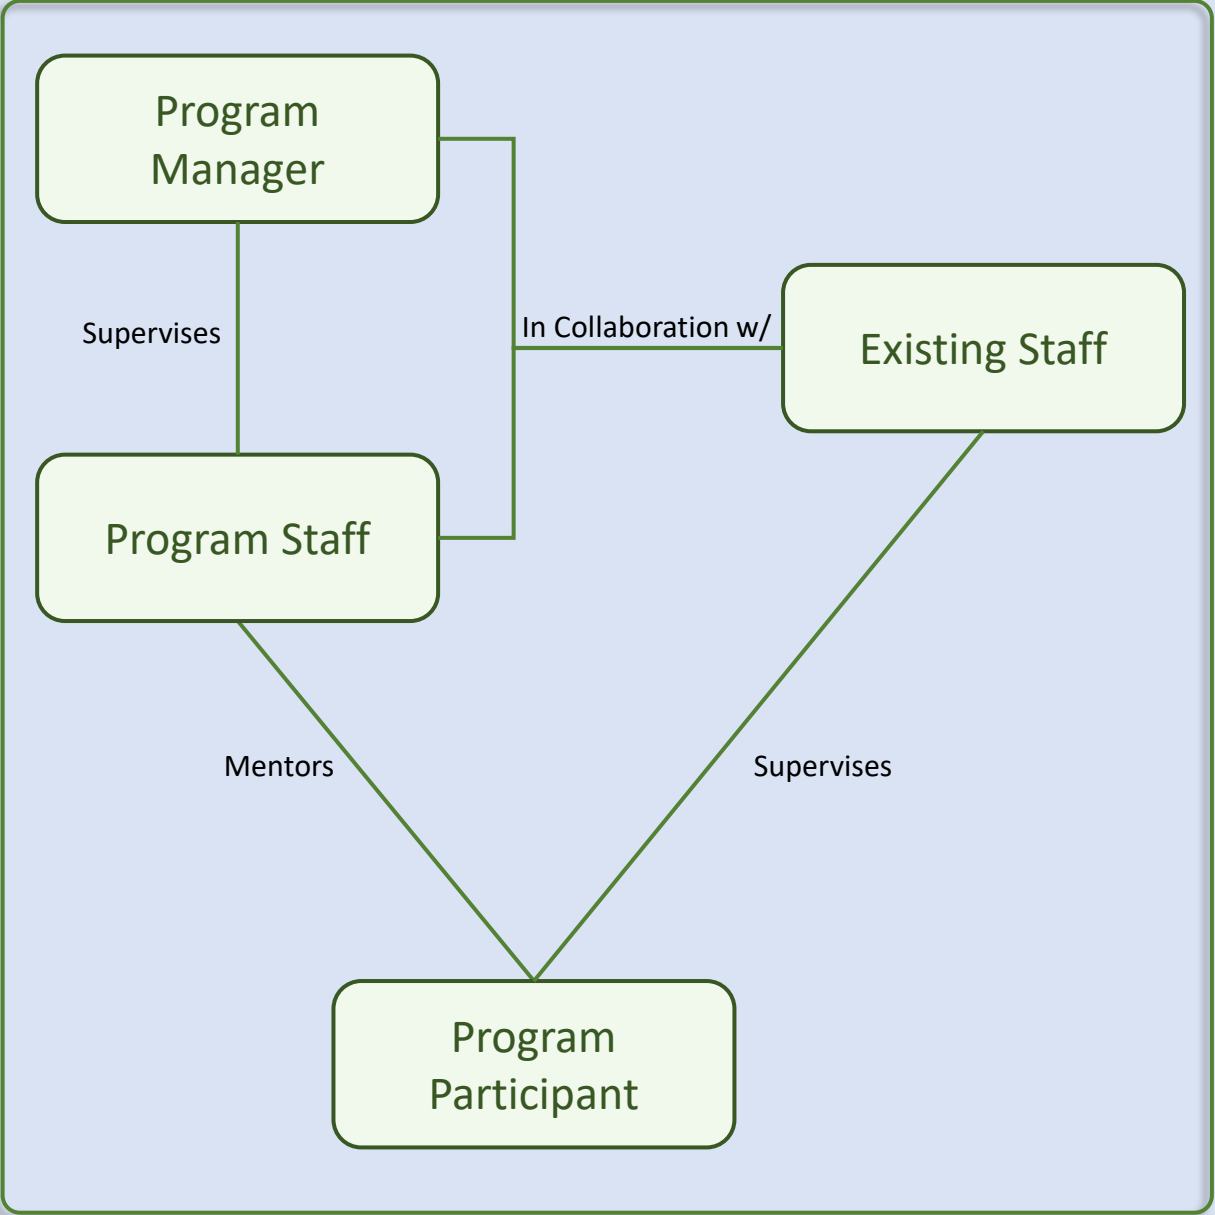 Program
Manager
Supervises
In Collaboration w/
Existing Staff
Program Staff
Mentors
Supervises
Program
Participant